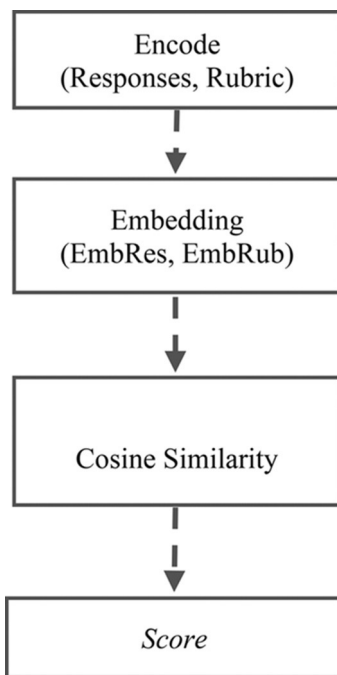 Encode
(Responses, Rubric)
Embedding
(EmbRes, EmbRub)
Cosine Similarity
Score